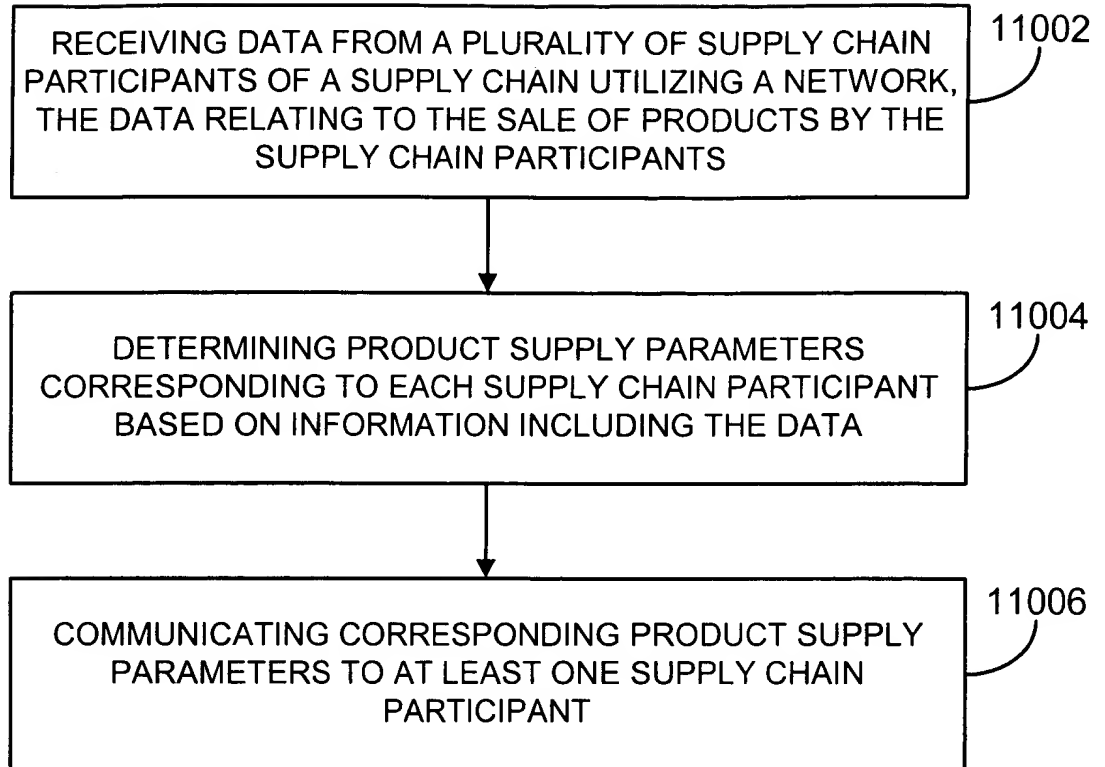 RECEIVING DATA FROM A PLURALITY OF SUPPLY CHAIN
PARTICIPANTS OF A SUPPLY CHAIN UTILIZING A NETWORK,
THE DATA RELATING TO THE SALE OF PRODUCTS BY THE
SUPPLY CHAIN PARTICIPANTS
11002
DETERMINING PRODUCT SUPPLY PARAMETERS
CORRESPONDING TO EACH SUPPLY CHAIN PARTICIPANT
BASED ON INFORMATION INCLUDING THE DATA
11004
COMMUNICATING CORRESPONDING PRODUCT SUPPLY
PARAMETERS TO AT LEAST ONE SUPPLY CHAIN
PARTICIPANT
11006